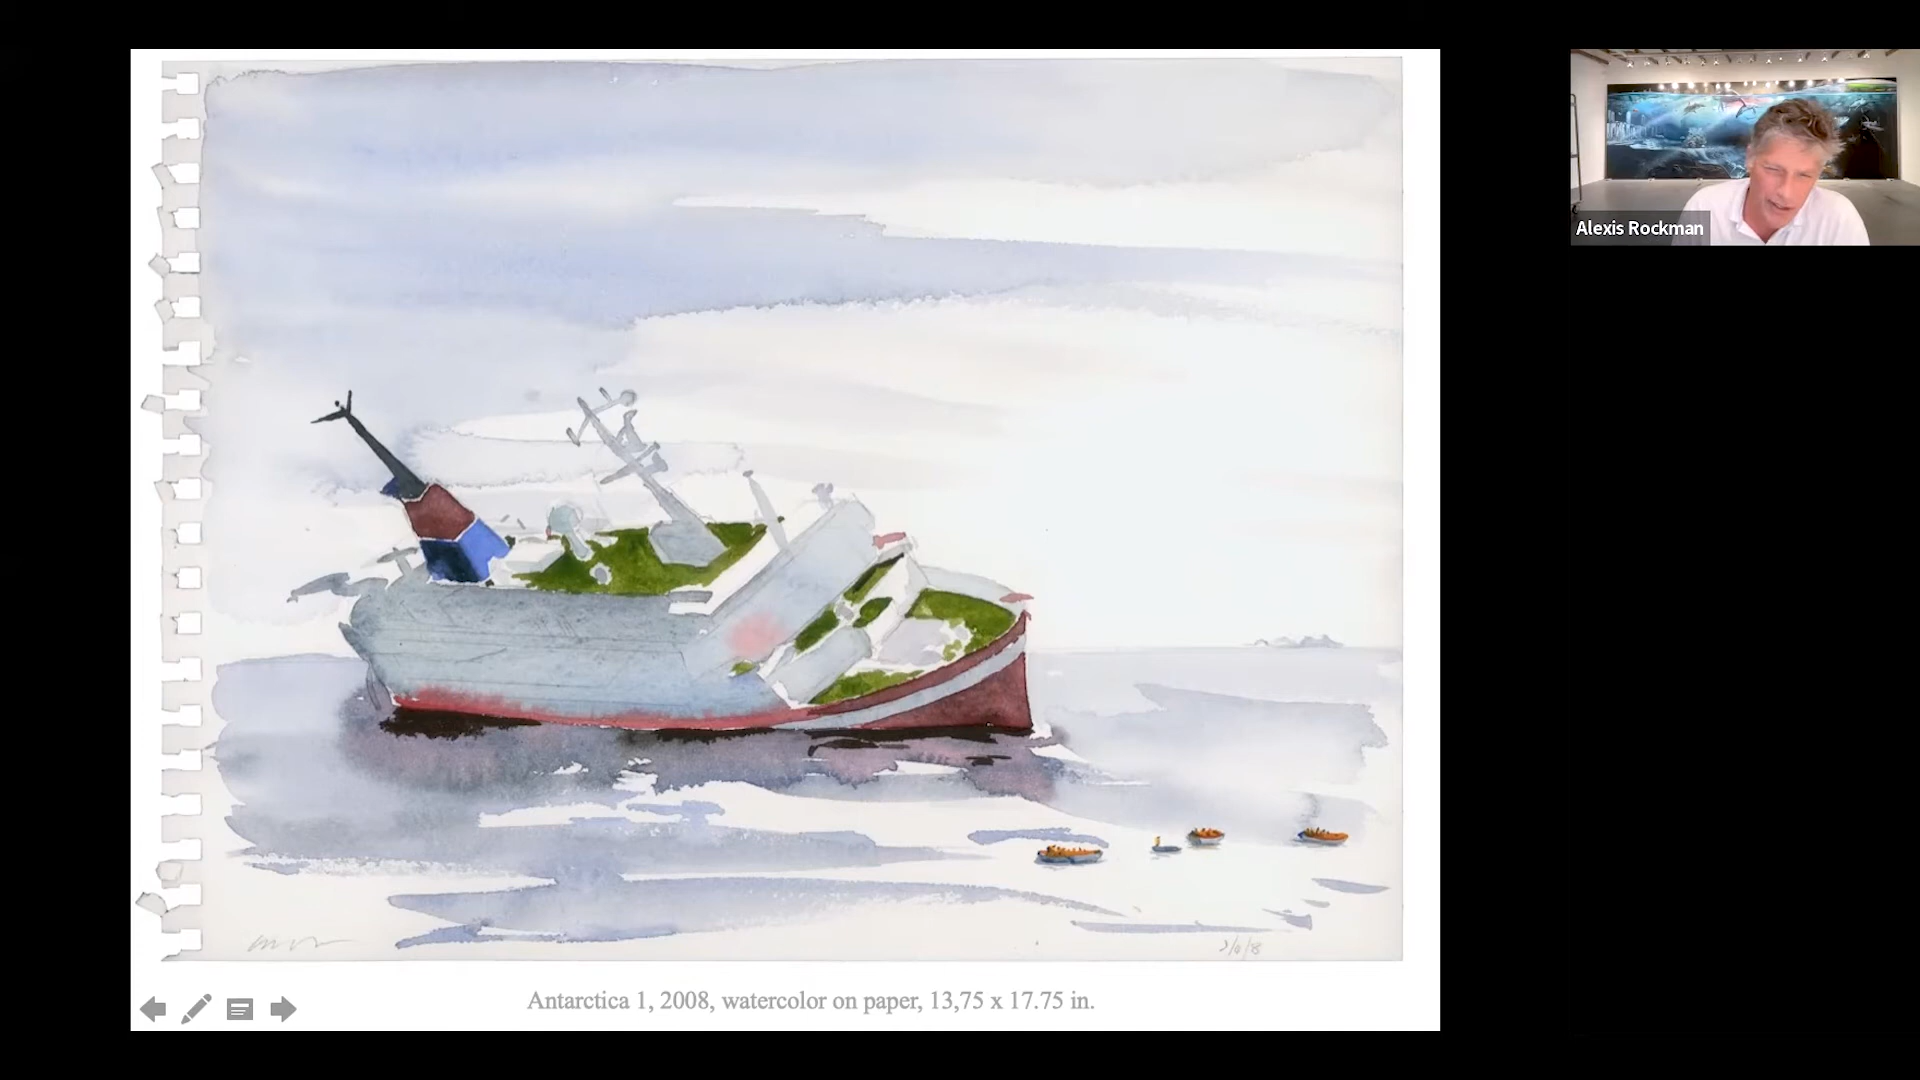 Alexis Rockman
Antarctica 1, 2008, watercolor on paper, 13,75 x 17.75 in.